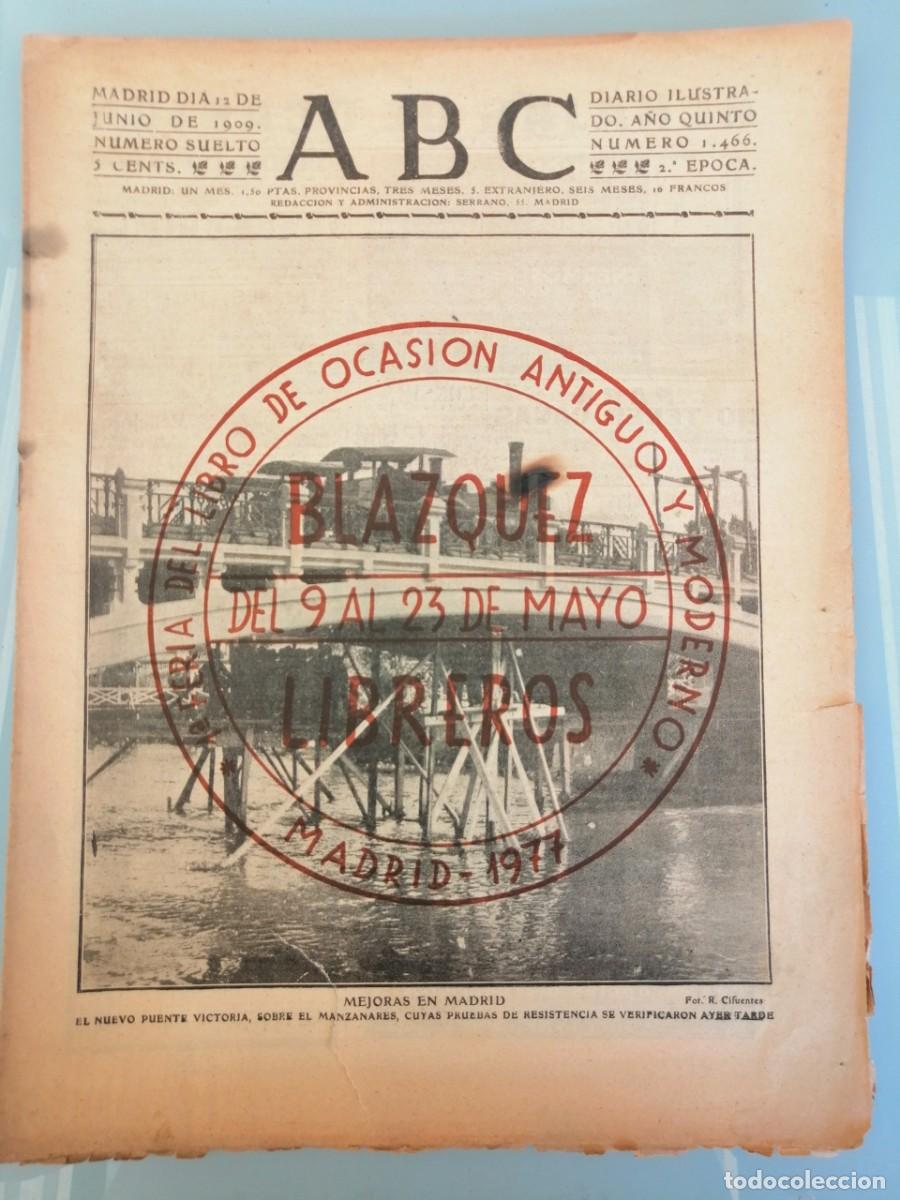 MADRID DIA 12 DE
JUNIO DE 1909.
NUMERO SUELTO
5 CENTS.
ABC
DIARIO ILUSTRA-
DO. AÑO QUINTO
NUMERO 1.466.
2.ª EPOCA.
MADRID: UN MES, 1,50 PTAS. PROVINCIAS, TRES MESES, 5. EXTRANJERO, SEIS MESES, 16 FRANCOS
REDACCION Y ADMINISTRACION: SERRANO, 55, MADRID
1ª FERIA DEL LIBRO DE OCASION ANTIGUO Y MODERNO
BLAZQUEZ
DEL 9 AL 23 DE MAYO
LIBREROS
* MADRID - 1977 *
MEJORAS EN MADRID
Fot. R. Cifuentes
EL NUEVO PUENTE VICTORIA, SOBRE EL MANZANARES, CUYAS PRUEBAS DE RESISTENCIA SE VERIFICARON AYER TARDE
todocoleccion